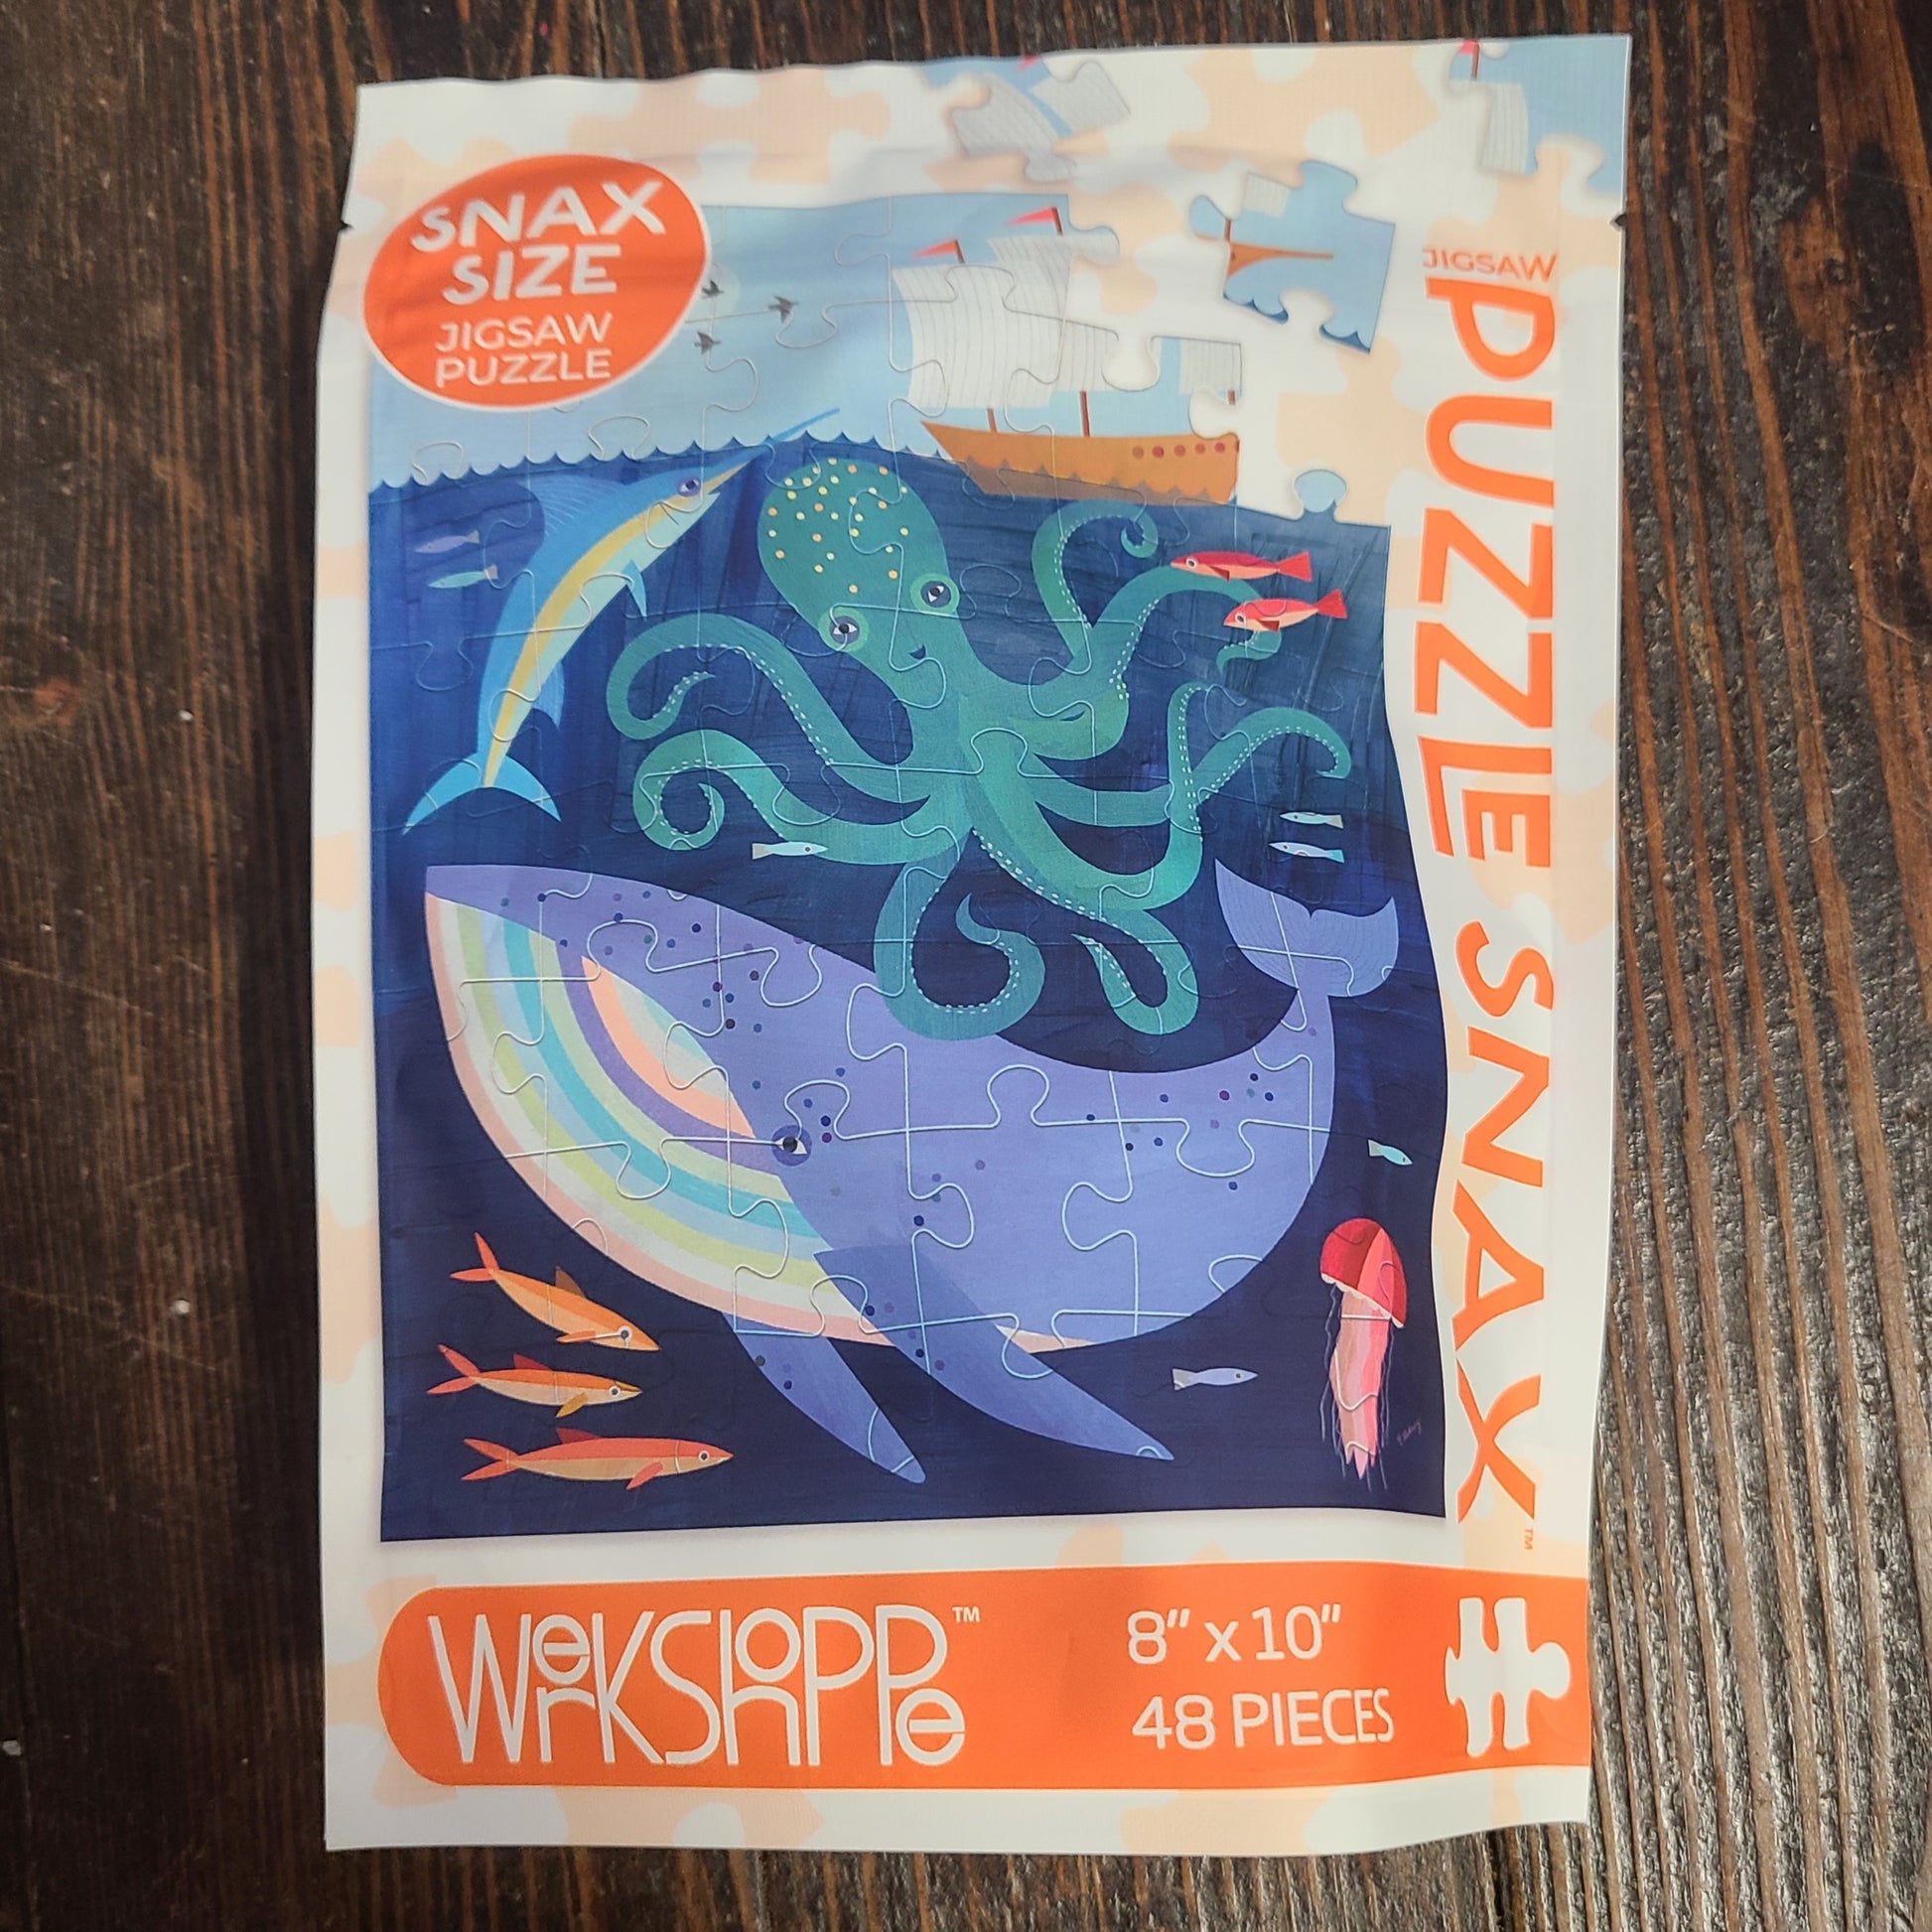 SNAX
SIZE
JIGSAW
PUZZLE
JIGSAW
PUZZLE SNAX™
WerKSHoPPe™
8" x 10"
48 PIECES